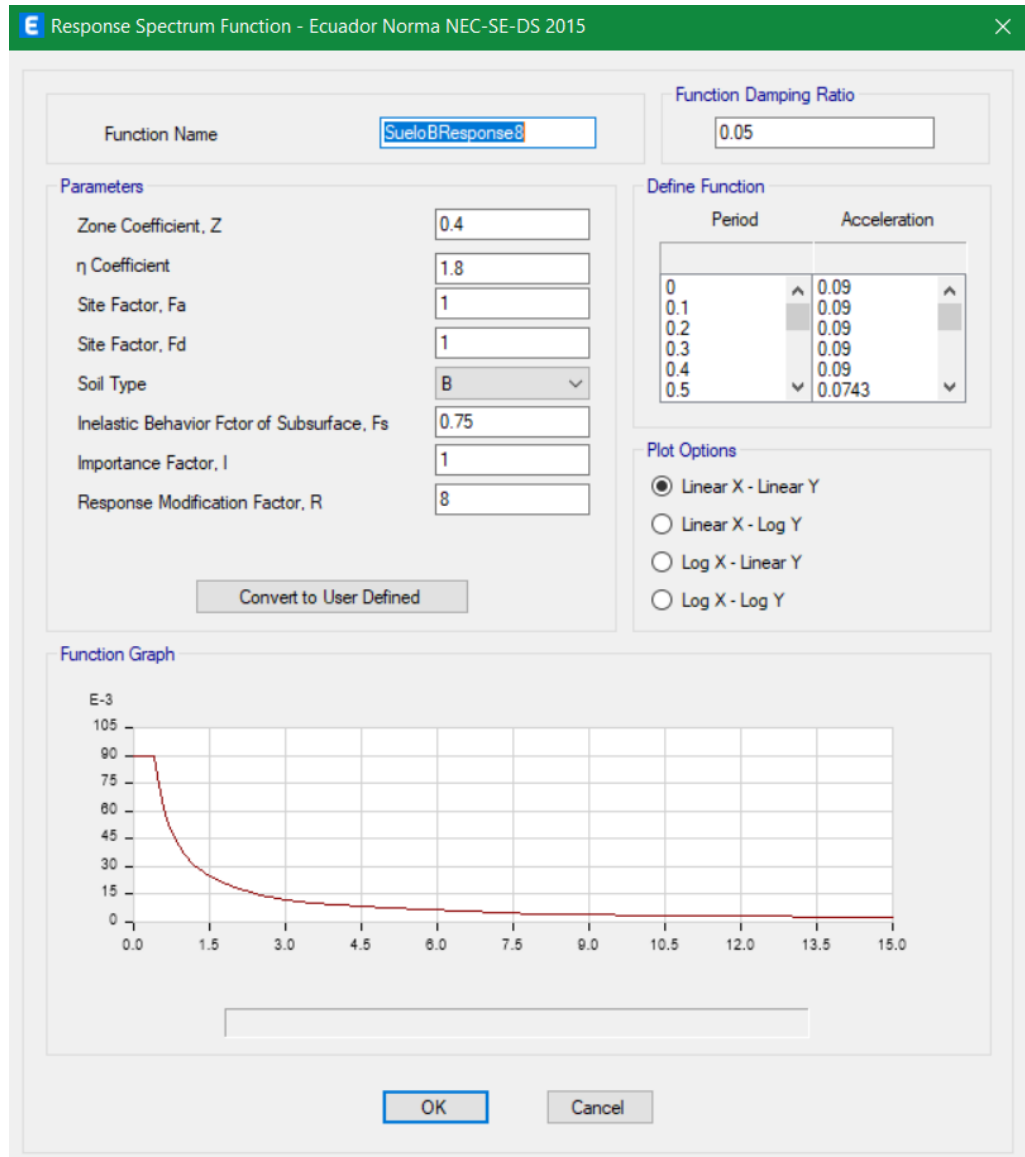 E Response Spectrum Function - Ecuador Norma NEC-SE-DS 2015
Function Name
SueloBResponse8
Function Damping Ratio
0.05
Parameters
Zone Coefficient, Z 0.4
η Coefficient 1.8
Site Factor, Fa 1
Site Factor, Fd 1
Soil Type B
Inelastic Behavior Fctor of Subsurface, Fs 0.75
Importance Factor, I 1
Response Modification Factor, R 8
Convert to User Defined
Define Function
Period Acceleration
0 0.09
0.1 0.09
0.2 0.09
0.3 0.09
0.4 0.09
0.5 0.0743
Plot Options
Linear X - Linear Y
Linear X - Log Y
Log X - Linear Y
Log X - Log Y
Function Graph
E-3
105
90
75
60
45
30
15
0
0.0 1.5 3.0 4.5 6.0 7.5 9.0 10.5 12.0 13.5 15.0
OK Cancel